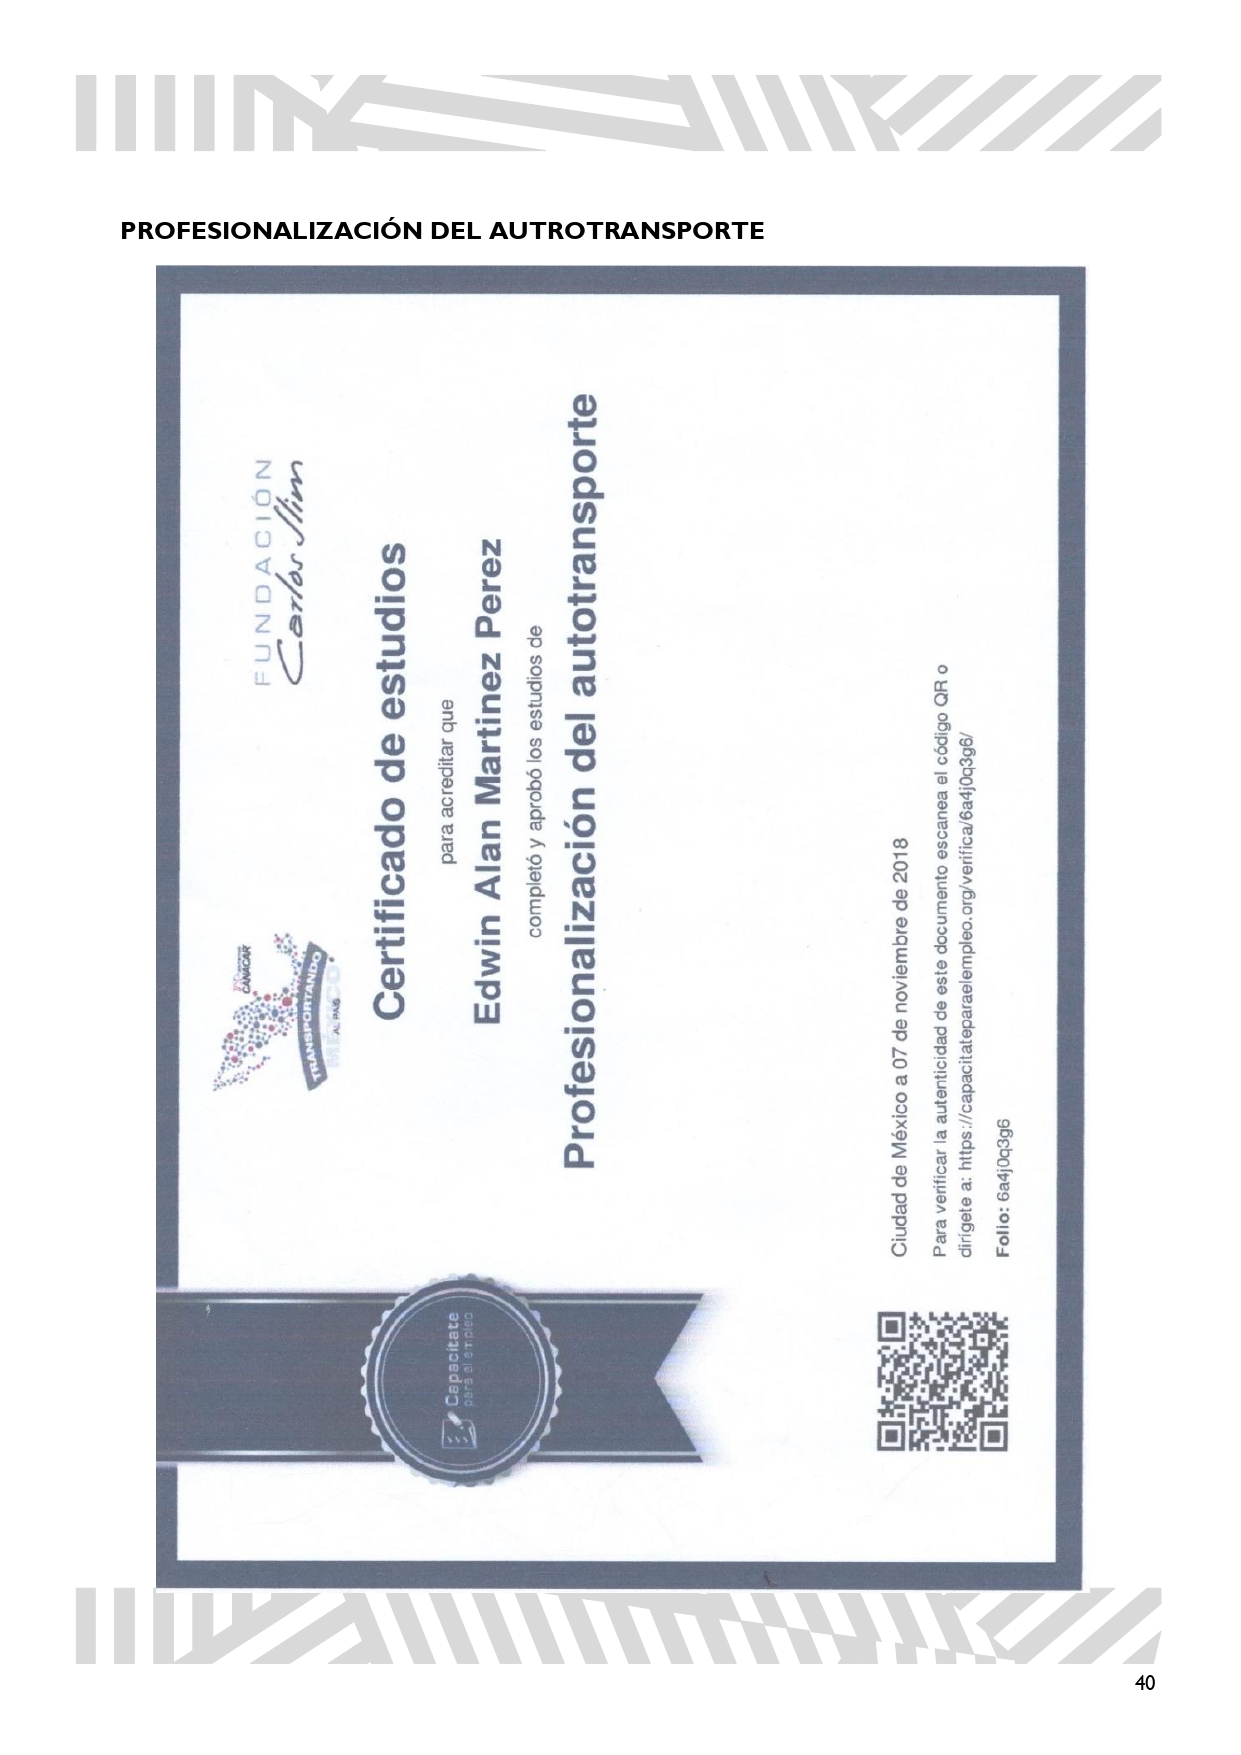 PROFESIONALIZACIÓN DEL AUTROTRANSPORTE
CANACAR
TRANSPORTANDO
MÉXICO
AL PAÍS
FUNDACIÓN
Carlos Slim
Certificado de estudios
para acreditar que
Edwin Alan Martinez Perez
completó y aprobó los estudios de
Profesionalización del autotransporte
Capacítate
para el empleo
Ciudad de México a 07 de noviembre de 2018
Para verificar la autenticidad de este documento escanea el código QR o
dirígete a: https://capacitateparaelempleo.org/verifica/6a4j0q3g6/
Folio: 6a4j0q3g6
40